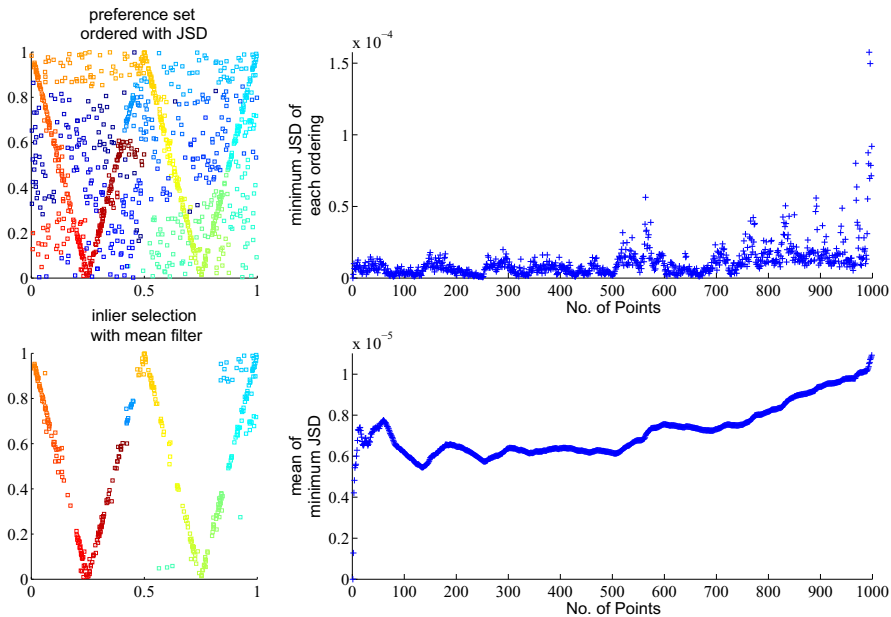 preference set
ordered with JSD
1
0.8
0.6
0.4
0.2
0
0 0.5 1
x 10⁻⁴
1.5
1
0.5
0
minimum JSD of
each ordering
0 100 200 300 400 500 600 700 800 900 1000
No. of Points
inlier selection
with mean filter
1
0.8
0.6
0.4
0.2
0
0 0.5 1
x 10⁻⁵
1
0.8
0.6
0.4
0.2
0
mean of
minimum JSD
0 100 200 300 400 500 600 700 800 900 1000
No. of Points